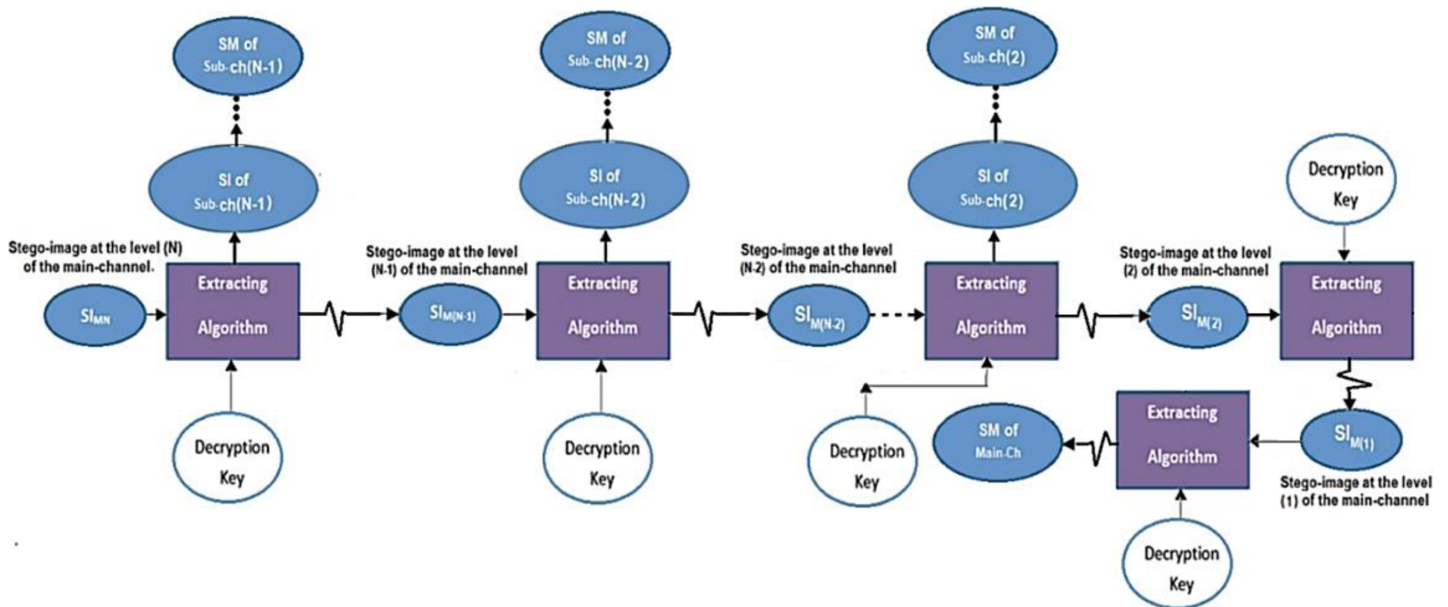 SM of
Sub-ch(N-1)
SM of
Sub-ch(N-2)
SM of
Sub-ch(2)
SI of
Sub-ch(N-1)
SI of
Sub-ch(N-2)
SI of
Sub-ch(2)
Decryption
Key
Stego-image at the level (N)
of the main-channel.
Stego-image at the level
(N-1) of the main-channel
Stego-image at the level
(N-2) of the main-channel
Stego-image at the level
(2) of the main-channel
SIMN
Extracting
Algorithm
SIM(N-1)
Extracting
Algorithm
SIM(N-2)
Extracting
Algorithm
SIM(2)
Extracting
Algorithm
Decryption
Key
Decryption
Key
Decryption
Key
SM of
Main-Ch
Extracting
Algorithm
SIM(1)
Stego-image at the level
(1) of the main-channel
Decryption
Key